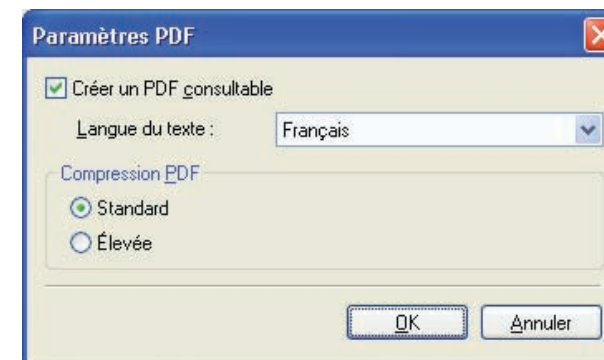 Paramètres PDF
Créer un PDF consultable
Langue du texte : Français
Compression PDF
Standard
Élevée
OK Annuler